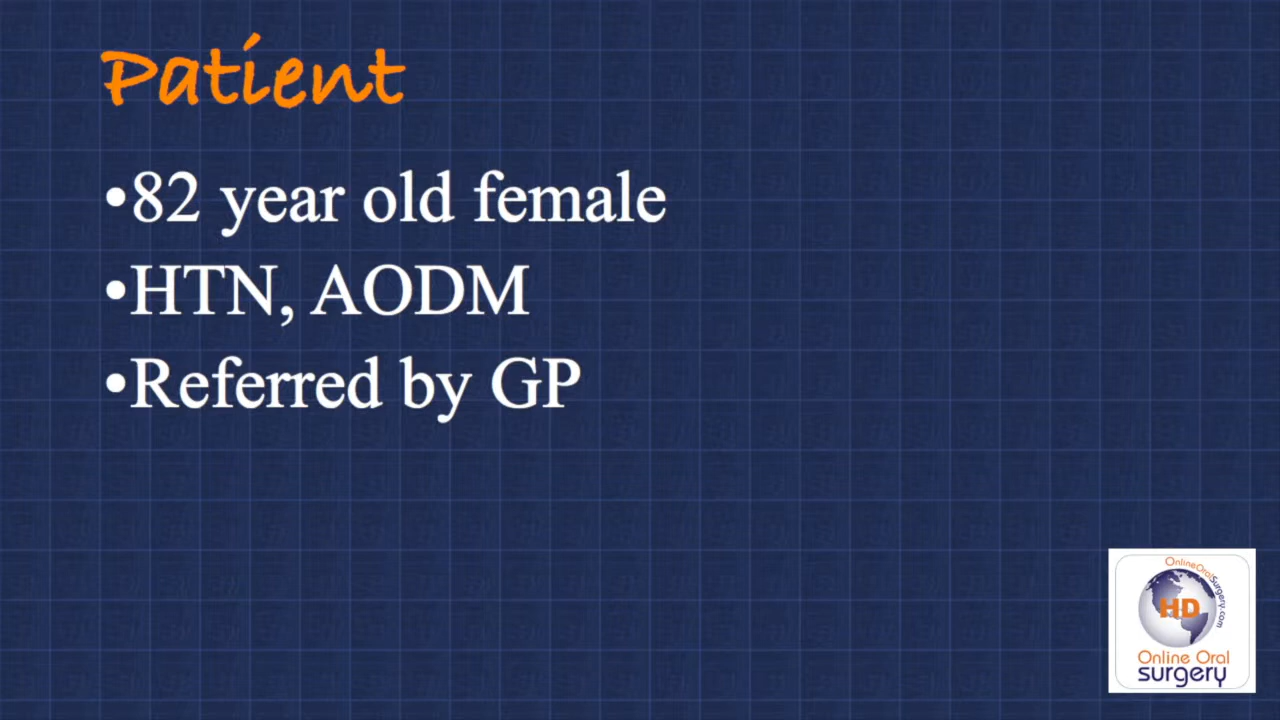 Patient
•82 year old female
•HTN, AODM
•Referred by GP
OnlineOralSurgery.com
HD
Online Oral
surgery